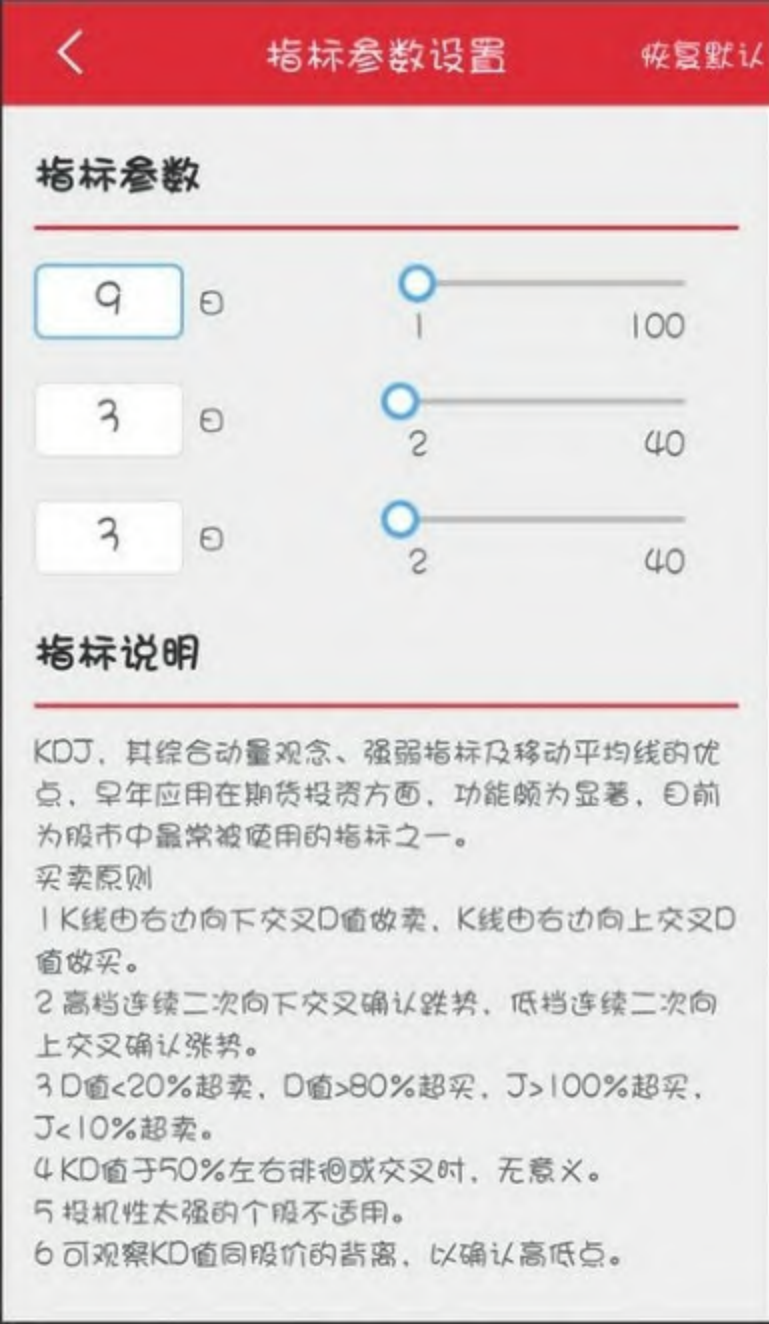 指标参数设置 恢复默认
指标参数
9 日
1 100
3 日
2 40
3 日
2 40
指标说明
KDJ，其综合动量观念、强弱指标及移动平均线的优
点，早年应用在期货投资方面，功能颇为显著，目前
为股市中最常被使用的指标之一。
买卖原则
1 K线由右边向下交叉D值做卖，K线由右边向上交叉D
值做买。
2 高档连续二次向下交叉确认跌势，低挡连续二次向
上交叉确认涨势。
3 D值<20%超卖，D值>80%超买，J>100%超买，
J<10%超卖。
4 KD值于50%左右徘徊或交叉时，无意义。
5 投机性太强的个股不适用。
6 可观察KD值同股价的背离，以确认高低点。